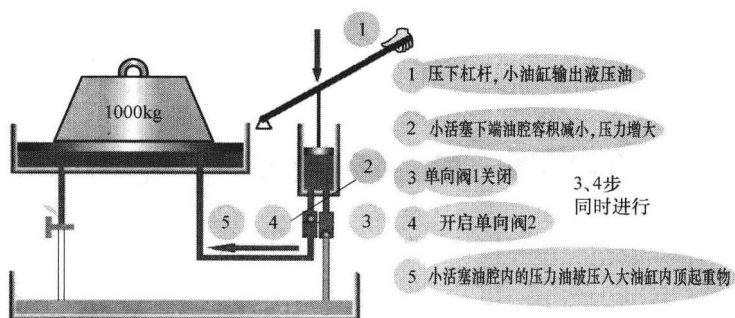 1
1000kg
2
5
4
3
1 压下杠杆，小油缸输出液压油
2 小活塞下端油腔容积减小，压力增大
3 单向阀1关闭
4 开启单向阀2
3、4步
同时进行
5 小活塞油腔内的压力油被压入大油缸内顶起重物